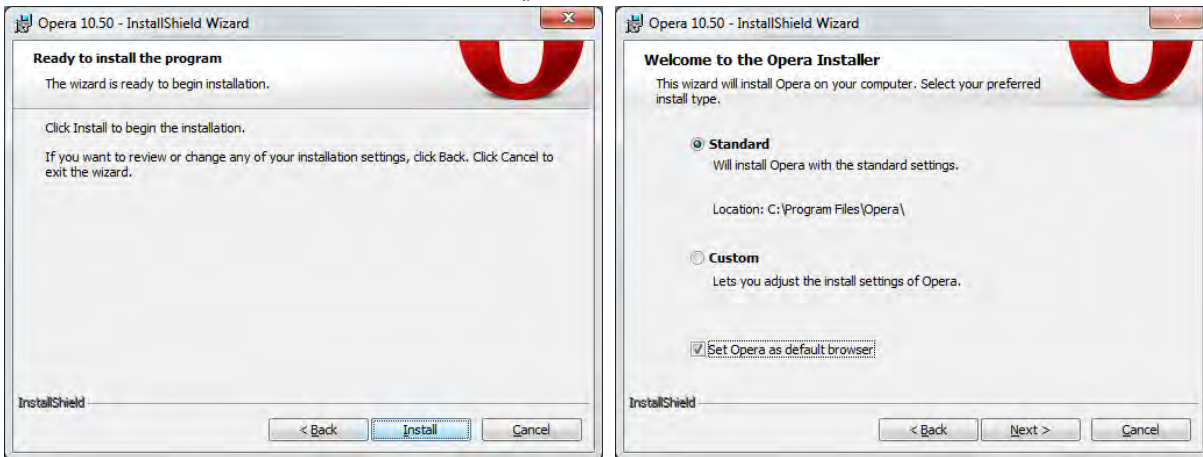 Opera 10.50 - InstallShield Wizard
Ready to install the program
The wizard is ready to begin installation.
Click Install to begin the installation.
If you want to review or change any of your installation settings, click Back. Click Cancel to
exit the wizard.
InstallShield
< Back
Install
Cancel
Opera 10.50 - InstallShield Wizard
Welcome to the Opera Installer
This wizard will install Opera on your computer. Select your preferred
install type.
Standard
Will install Opera with the standard settings.
Location: C:\Program Files\Opera\
Custom
Lets you adjust the install settings of Opera.
Set Opera as default browser
InstallShield
< Back
Next >
Cancel